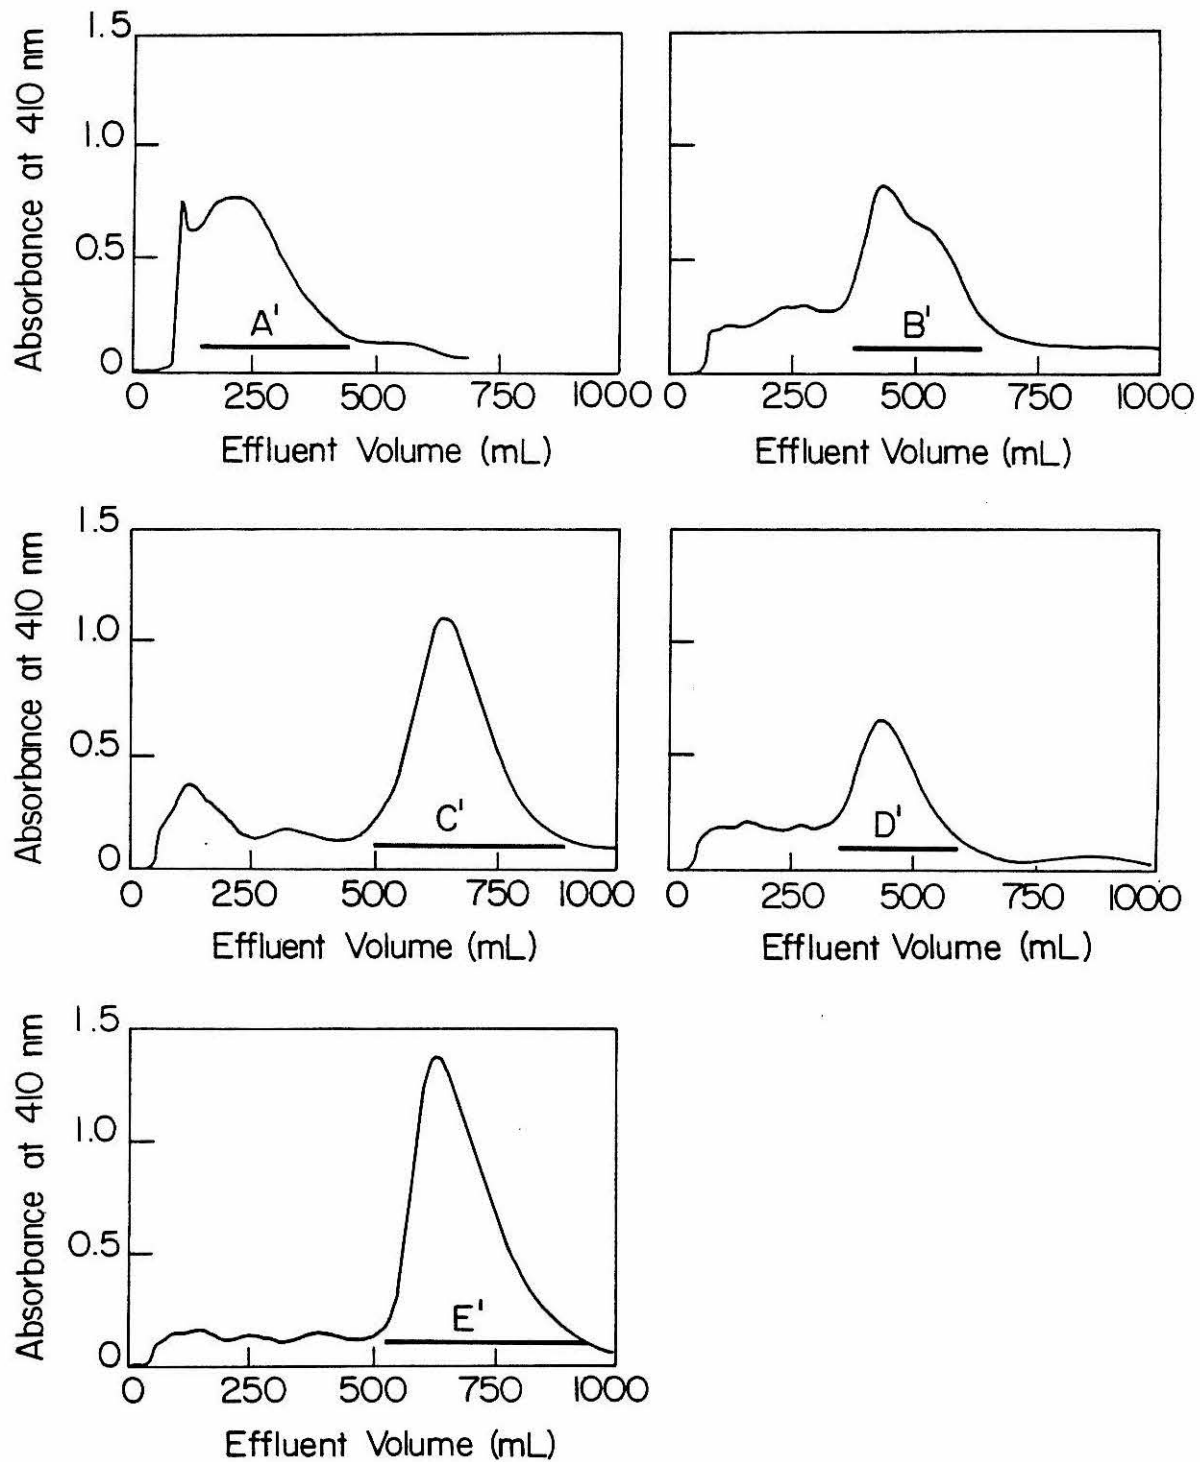 Absorbance at 410 nm
1.5
1.0
0.5
0
A'
B'
0 250 500 750 1000 0 250 500 750 1000
Effluent Volume (mL) Effluent Volume (mL)
Absorbance at 410 nm
1.5
1.0
0.5
0
C'
D'
0 250 500 750 1000 0 250 500 750 1000
Effluent Volume (mL) Effluent Volume (mL)
Absorbance at 410 nm
1.5
1.0
0.5
0
E'
0 250 500 750 1000
Effluent Volume (mL)